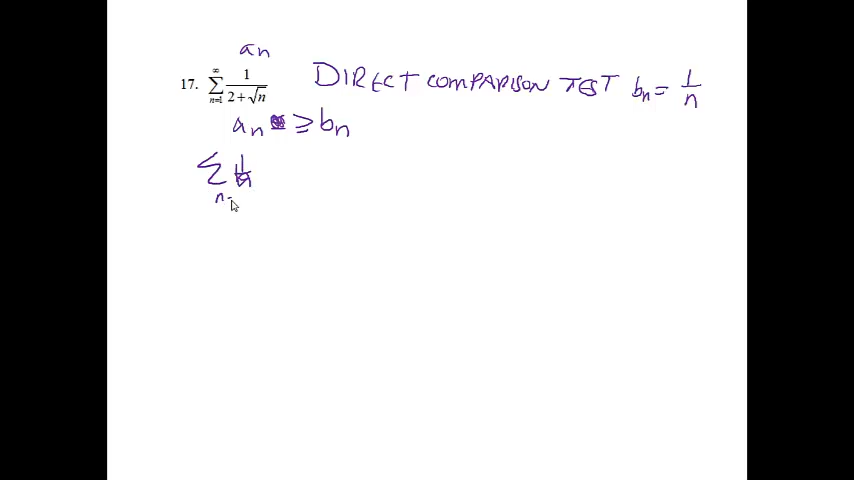 aₙ
17. ∞ ∑ n=1 1/(2+√n) DIRECT COMPARISON TEST bₙ = 1/n
aₙ ≥ bₙ
∑ 1/n
n=